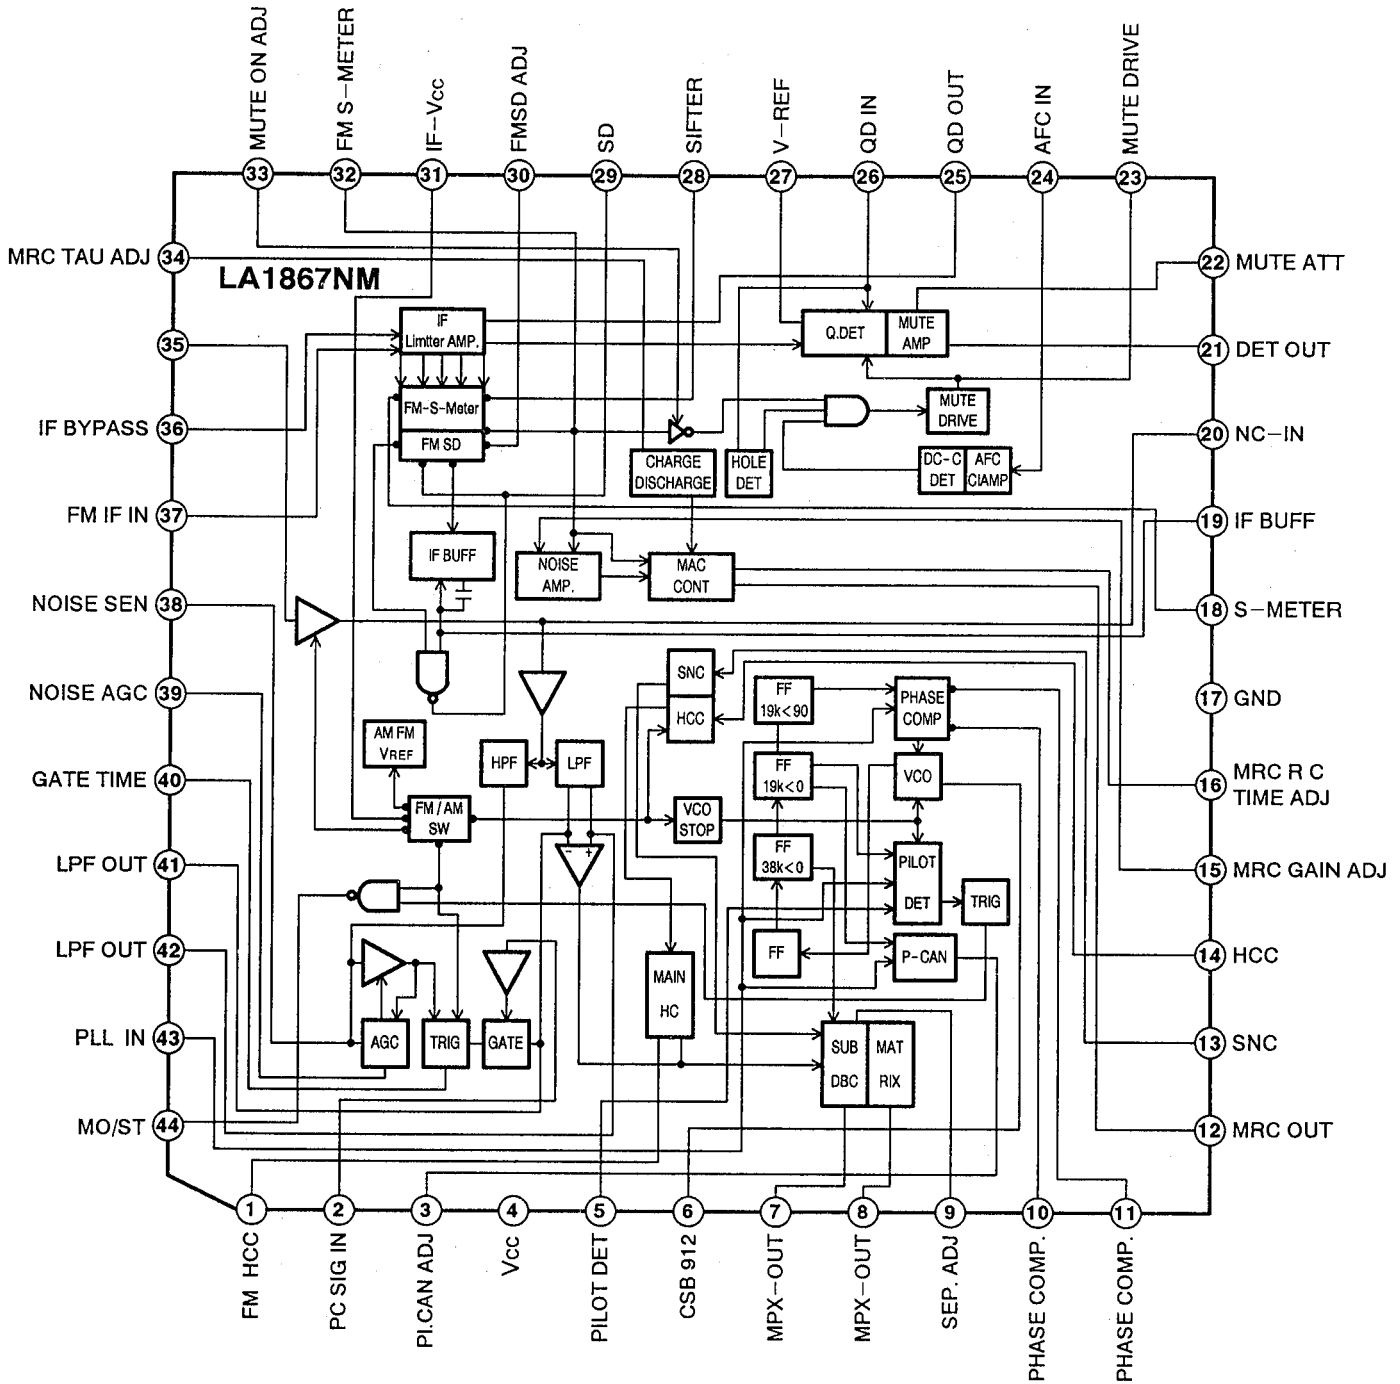 MUTE ON ADJ
FM S-METER
IF-Vcc
FMSD ADJ
SD
SIFTER
V-REF
QD IN
QD OUT
AFC IN
MUTE DRIVE
33
32
31
30
29
28
27
26
25
24
23
MRC TAU ADJ
34
35
IF BYPASS
36
FM IF IN
37
NOISE SEN
38
NOISE AGC
39
GATE TIME
40
LPF OUT
41
LPF OUT
42
PLL IN
43
MO/ST
44
LA1867NM
IF
Limtter AMP.
FM-S-Meter
FM SD
IF BUFF
CHARGE
DISCHARGE
HOLE
DET
Q.DET
MUTE
AMP
MUTE
DRIVE
DC-C
DET
AFC
CIAMP
NOISE
AMP.
MAC
CONT
SNC
HCC
FF
19k<90
PHASE
COMP
AM FM
VREF
HPF
LPF
FF
19k<0
VCO
FM/AM
SW
VCO
STOP
- +
FF
38k<0
PILOT
DET
TRIG
FF
P-CAN
MAIN
HC
AGC
TRIG
GATE
SUB
DBC
MAT
RIX
22
MUTE ATT
21
DET OUT
20
NC-IN
19
IF BUFF
18
S-METER
17
GND
16
MRC R C
TIME ADJ
15
MRC GAIN ADJ
14
HCC
13
SNC
12
MRC OUT
1
2
3
4
5
6
7
8
9
10
11
FM HCC
PC SIG IN
PI.CAN ADJ
Vcc
PILOT DET
CSB 912
MPX-OUT
MPX-OUT
SEP. ADJ
PHASE COMP.
PHASE COMP.